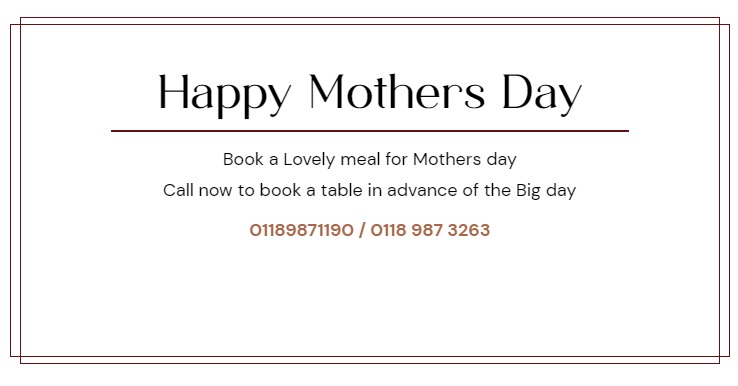 Happy Mothers Day
Book a Lovely meal for Mothers day
Call now to book a table in advance of the Big day
01189871190 / 0118 987 3263